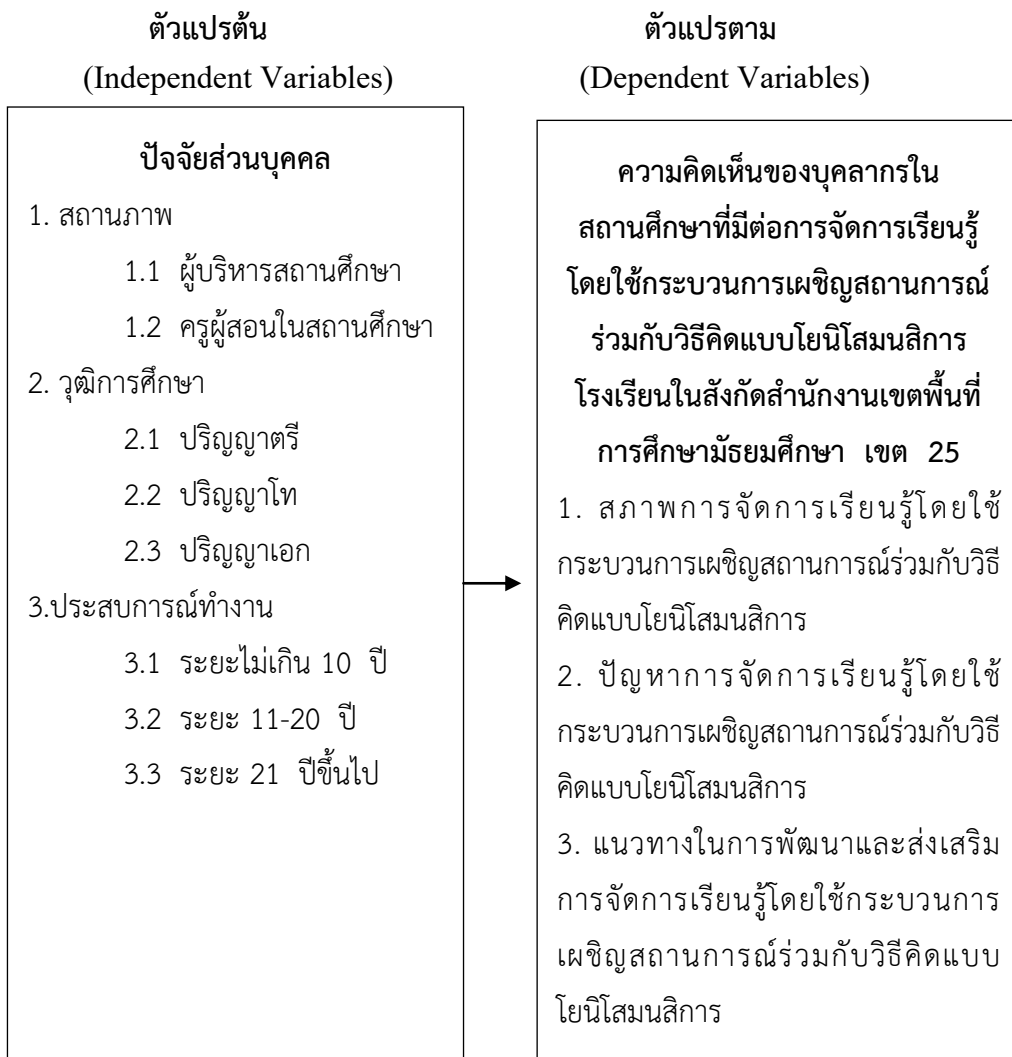 ตัวแปรต้น
(Independent Variables)
ปัจจัยส่วนบุคคล
1. สถานภาพ
1.1 ผู้บริหารสถานศึกษา
1.2 ครูผู้สอนในสถานศึกษา
2. วุฒิการศึกษา
2.1 ปริญญาตรี
2.2 ปริญญาโท
2.3 ปริญญาเอก
3.ประสบการณ์ทำงาน
3.1 ระยะไม่เกิน 10 ปี
3.2 ระยะ 11-20 ปี
3.3 ระยะ 21 ปีขึ้นไป
ตัวแปรตาม
(Dependent Variables)
ความคิดเห็นของบุคลากรใน
สถานศึกษาที่มีต่อการจัดการเรียนรู้
โดยใช้กระบวนการเผชิญสถานการณ์
ร่วมกับวิธีคิดแบบโยนิโสมนสิการ
โรงเรียนในสังกัดสำนักงานเขตพื้นที่
การศึกษามัธยมศึกษา เขต 25
1. สภาพการจัดการเรียนรู้โดยใช้
กระบวนการเผชิญสถานการณ์ร่วมกับวิธี
คิดแบบโยนิโสมนสิการ
2. ปัญหาการจัดการเรียนรู้โดยใช้
กระบวนการเผชิญสถานการณ์ร่วมกับวิธี
คิดแบบโยนิโสมนสิการ
3. แนวทางในการพัฒนาและส่งเสริม
การจัดการเรียนรู้โดยใช้กระบวนการ
เผชิญสถานการณ์ร่วมกับวิธีคิดแบบ
โยนิโสมนสิการ